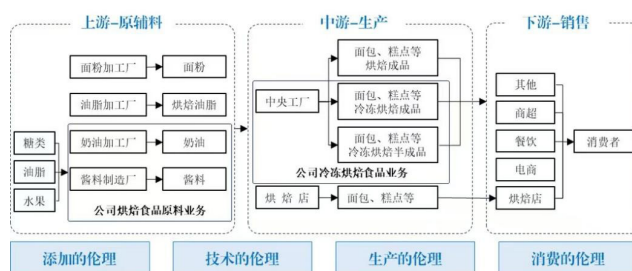 上游-原辅料
面粉加工厂
面粉
油脂加工厂
烘焙油脂
糖类
油脂
水果
奶油加工厂
奶油
酱料制造厂
酱料
公司烘焙食品原料业务
中游-生产
中央工厂
面包、糕点等
烘焙成品
面包、糕点等
冷冻烘焙成品
面包、糕点等
冷冻烘焙半成品
公司冷冻烘焙食品业务
烘 焙 店
面包、糕点等
下游-销售
其他
商超
餐饮
电商
烘焙店
消费者
添加的伦理
技术的伦理
生产的伦理
消费的伦理